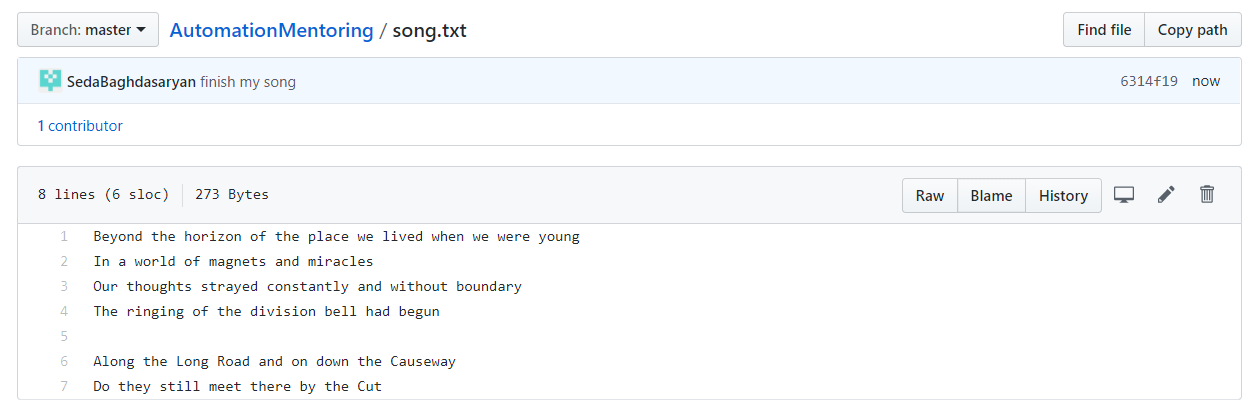 Branch: master AutomationMentoring / song.txt Find file Copy path
SedaBaghdasaryan finish my song 6314f19 now
1 contributor
8 lines (6 sloc) 273 Bytes Raw Blame History
1 Beyond the horizon of the place we lived when we were young
2 In a world of magnets and miracles
3 Our thoughts strayed constantly and without boundary
4 The ringing of the division bell had begun
5
6 Along the Long Road and on down the Causeway
7 Do they still meet there by the Cut